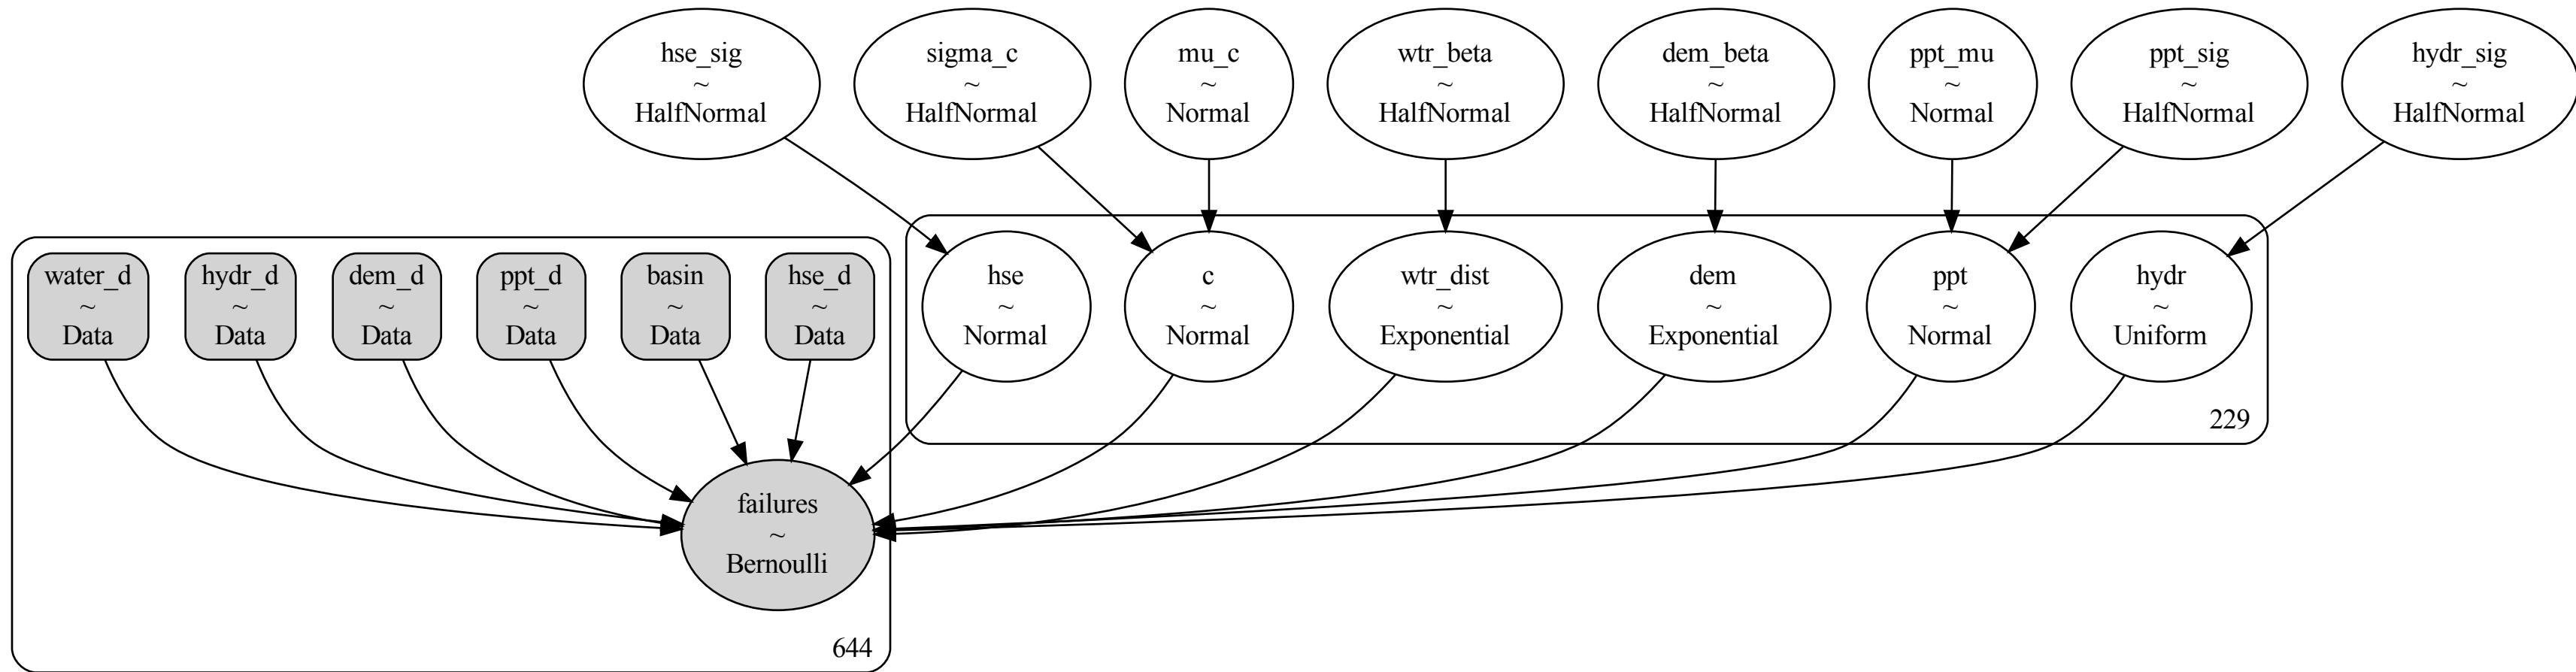 hse_sig
~
HalfNormal
sigma_c
~
HalfNormal
mu_c
~
Normal
wtr_beta
~
HalfNormal
dem_beta
~
HalfNormal
ppt_mu
~
Normal
ppt_sig
~
HalfNormal
hydr_sig
~
HalfNormal
water_d
~
Data
hydr_d
~
Data
dem_d
~
Data
ppt_d
~
Data
basin
~
Data
hse_d
~
Data
hse
~
Normal
c
~
Normal
wtr_dist
~
Exponential
dem
~
Exponential
ppt
~
Normal
hydr
~
Uniform
229
failures
~
Bernoulli
644